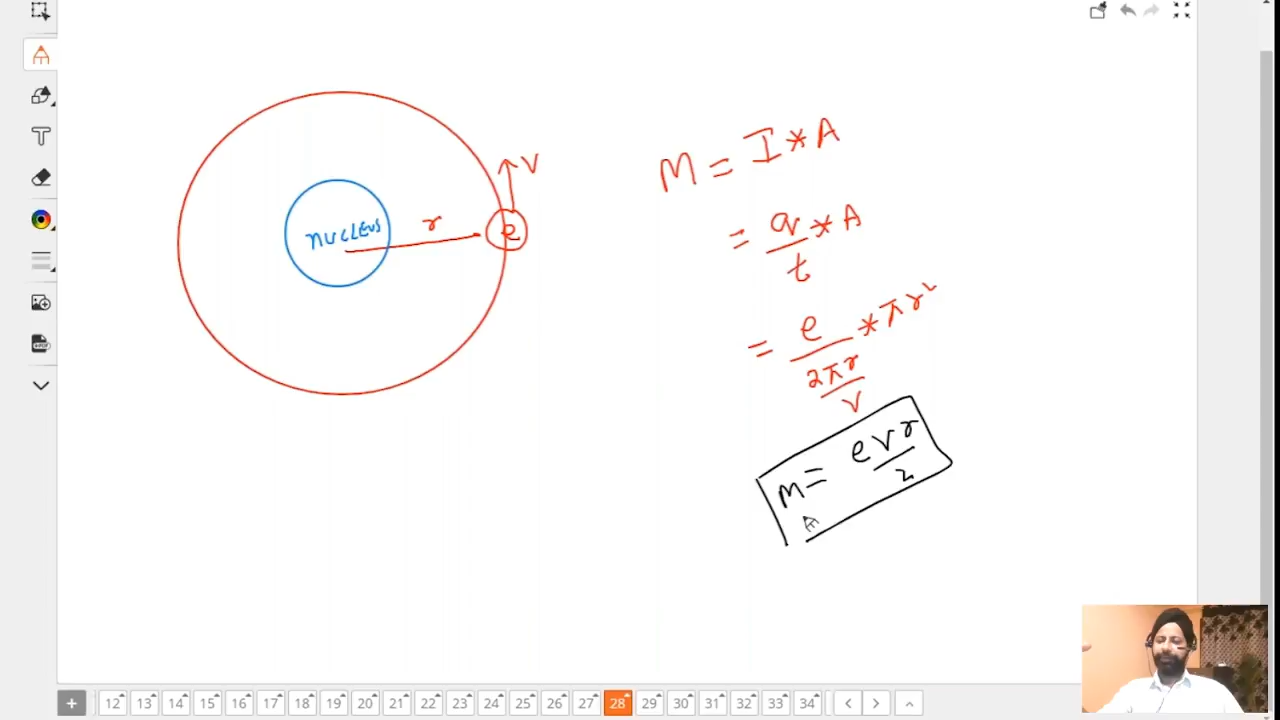 V
r
nucleus
e
M = I * A
= q/t * A
= e/(2πr/v) * πr²
M = evr/2
12 13 14 15 16 17 18 19 20 21 22 23 24 25 26 27 28 29 30 31 32 33 34